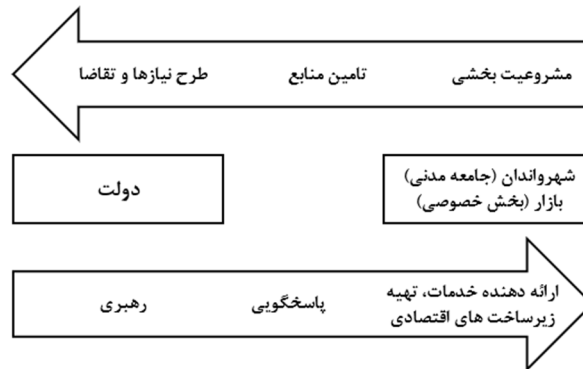 مشروعیت بخشی
تامین منابع
طرح نیازها و تقاضا
شهرواندان (جامعه مدنی)
بازار (بخش خصوصی)
دولت
ارائه دهنده خدمات، تهیه
زیرساخت های اقتصادی
پاسخگویی
رهبری